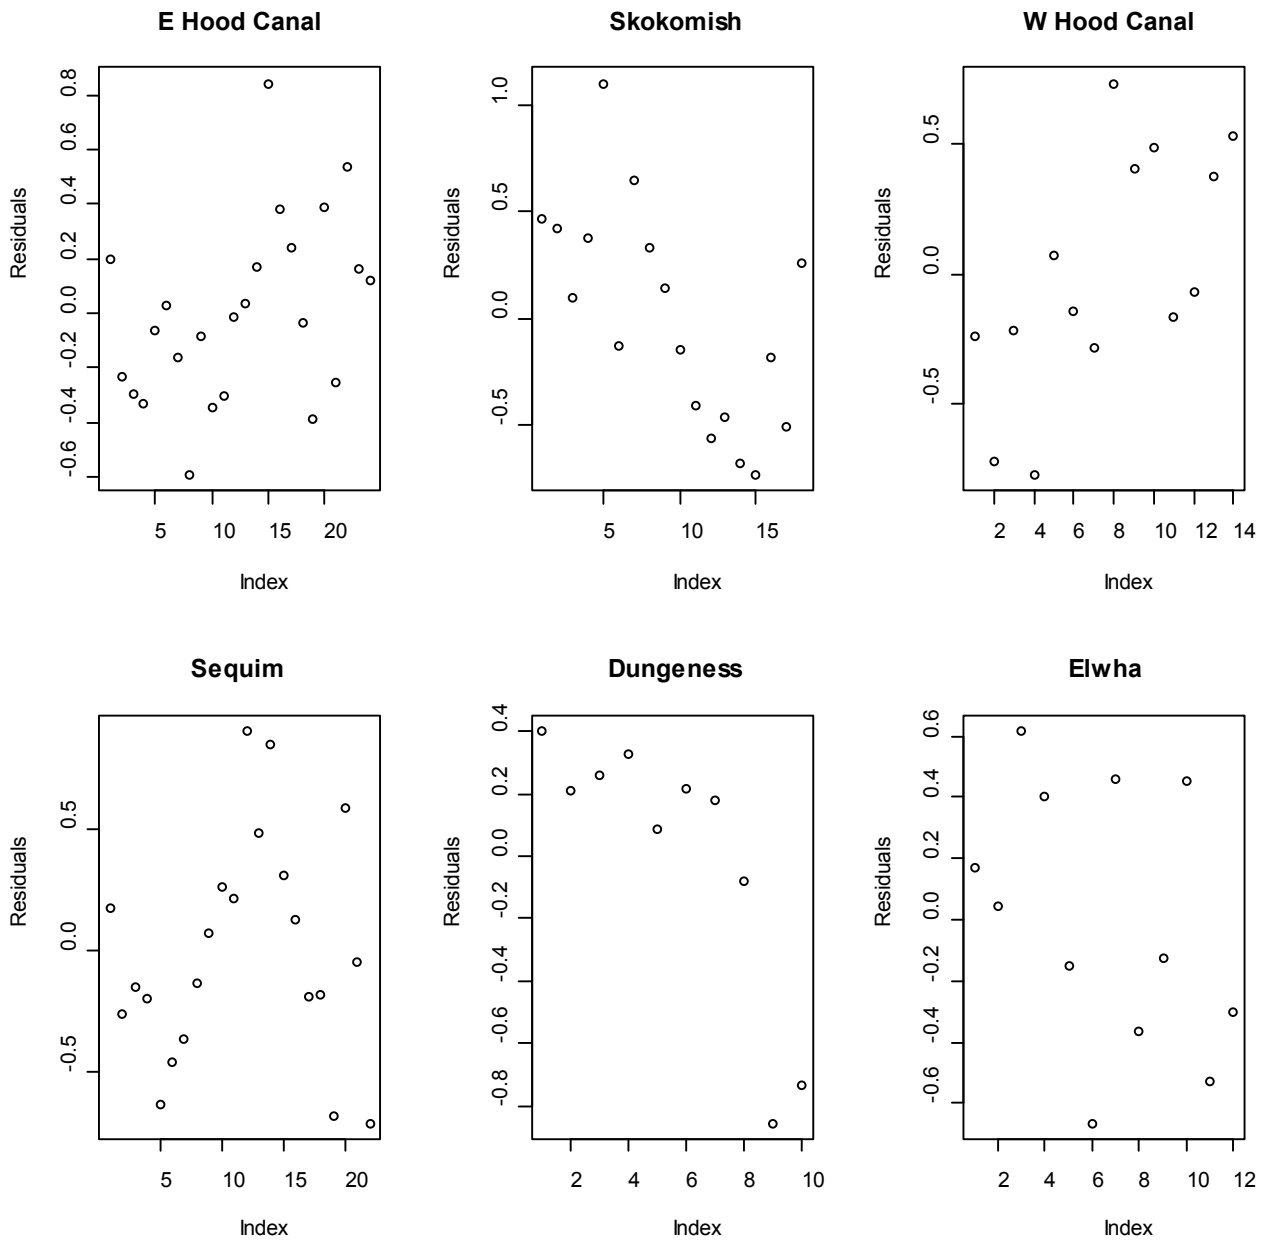 E Hood Canal
Skokomish
W Hood Canal
Residuals
-0.6 -0.4 -0.2 0.0 0.2 0.4 0.6 0.8
5 10 15 20
Index
Residuals
-0.5 0.0 0.5 1.0
5 10 15
Index
Residuals
-0.5 0.0 0.5
2 4 6 8 10 12 14
Index
Sequim
Dungeness
Elwha
Residuals
-0.5 0.0 0.5
5 10 15 20
Index
Residuals
-0.8 -0.6 -0.4 -0.2 0.0 0.2 0.4
2 4 6 8 10
Index
Residuals
-0.6 -0.4 -0.2 0.0 0.2 0.4 0.6
2 4 6 8 10 12
Index